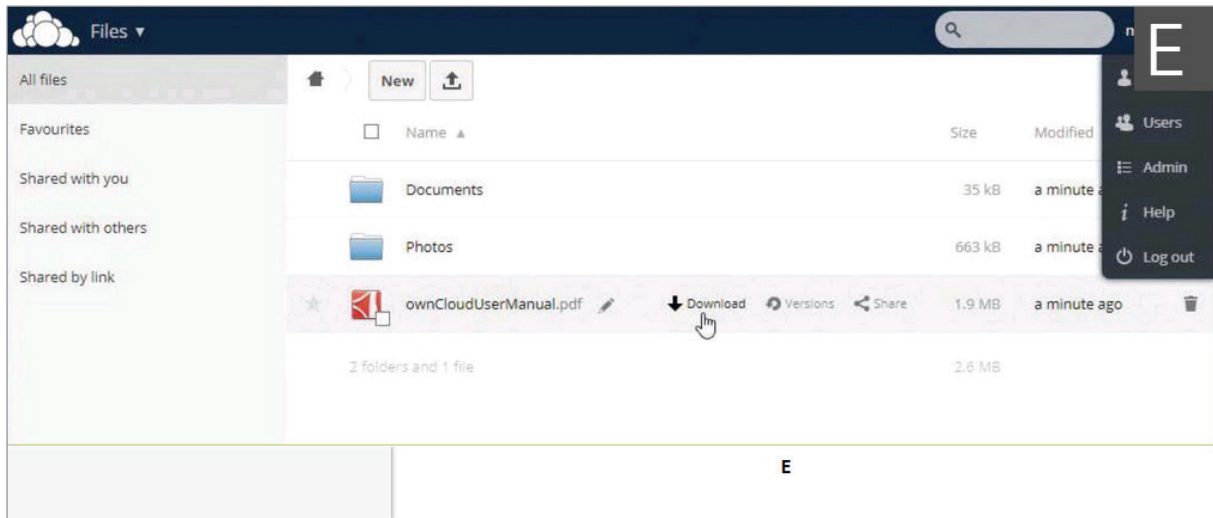 Files ▾
n
E
All files
New
Favourites
Name ▲ Size Modified
Users
Shared with you
Documents 35 kB a minute
Admin
Help
Shared with others
Photos 663 kB a minute
Log out
Shared by link
ownCloudUserManual.pdf Download Versions Share 1.9 MB a minute ago
2 folders and 1 file 2.6 MB
E